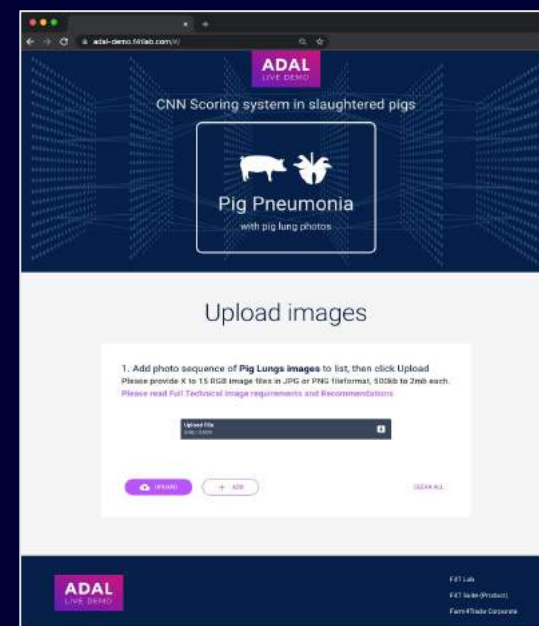 adal-demo.f4tlab.com/#/
ADAL
LIVE DEMO
CNN Scoring system in slaughtered pigs
Pig Pneumonia
with pig lung photos
Upload images
1. Add photo sequence of Pig Lungs images to list, then click Upload
Please provide X to 15 RGB image files in JPG or PNG fileformat, 500kb to 2mb each.
Please read Full Technical Image requirements and Recommendations
Upload File
UPLOAD
+ ADD
CLEAR ALL
ADAL
LIVE DEMO
F4T Lab
F4T Suite (Product)
Farm4Trade Corporate